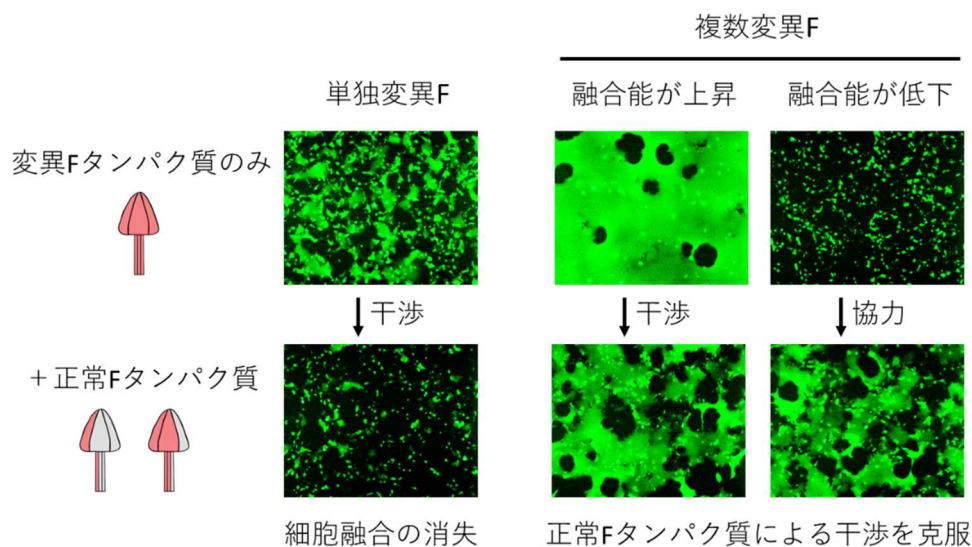 複数変異F
単独変異F
融合能が上昇
融合能が低下
変異Fタンパク質のみ
干渉
干渉
協力
+正常Fタンパク質
細胞融合の消失
正常Fタンパク質による干渉を克服